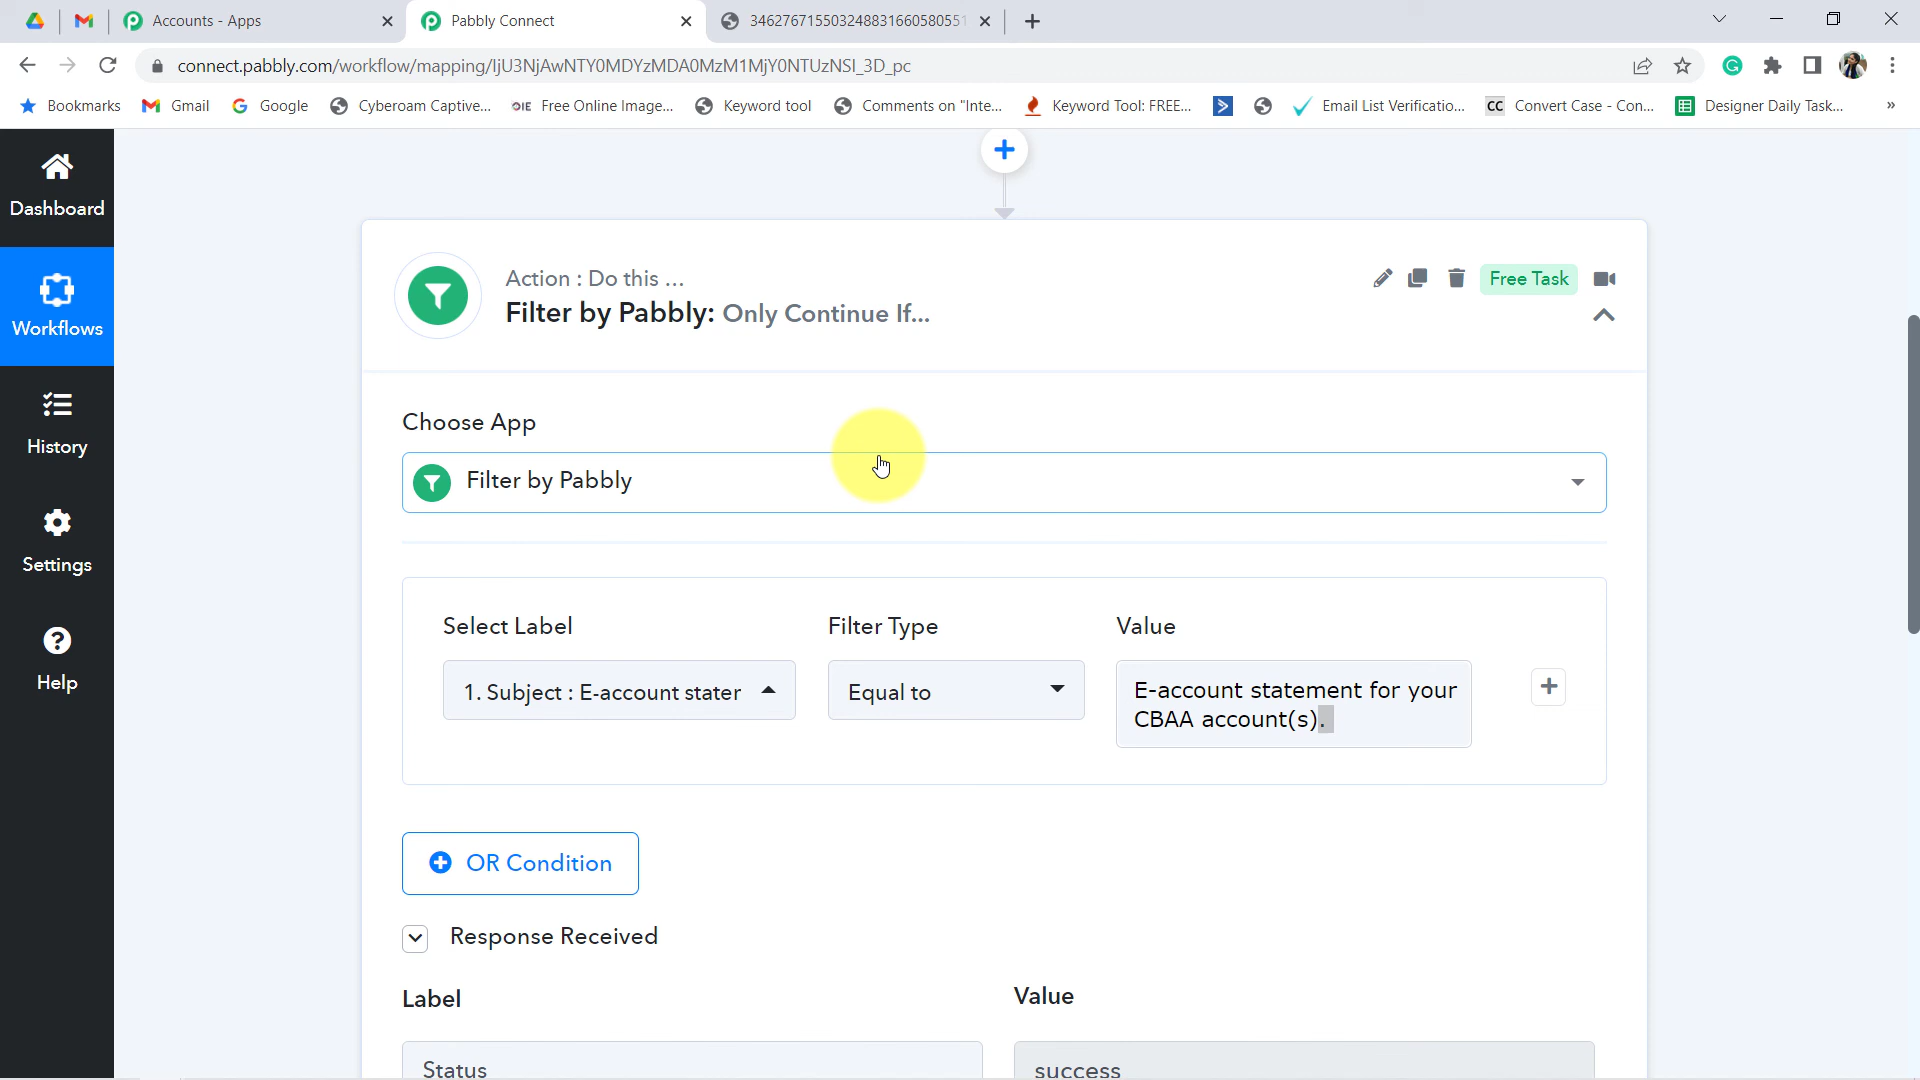 Accounts - Apps
Pabbly Connect
connect.pabbly.com/workflow/mapping/IjU3NjAwNTY0MDYzMDA0MzM1MjY0NTUzNSI_3D_pc
Bookmarks
Gmail
Google
Cyberoam Captive...
OIE
Free Online Image...
Keyword tool
Comments on "Inte...
Keyword Tool: FREE...
Email List Verificatio...
CC
Convert Case - Con...
Designer Daily Task...
»
Dashboard
Workflows
History
Settings
Help
Action : Do this ...
Filter by Pabbly: Only Continue If...
Free Task
Choose App
Filter by Pabbly
Select Label
Filter Type
Value
1. Subject : E-account stater
Equal to
E-account statement for your
CBAA account(s).
OR Condition
Response Received
Label
Value
Status
success